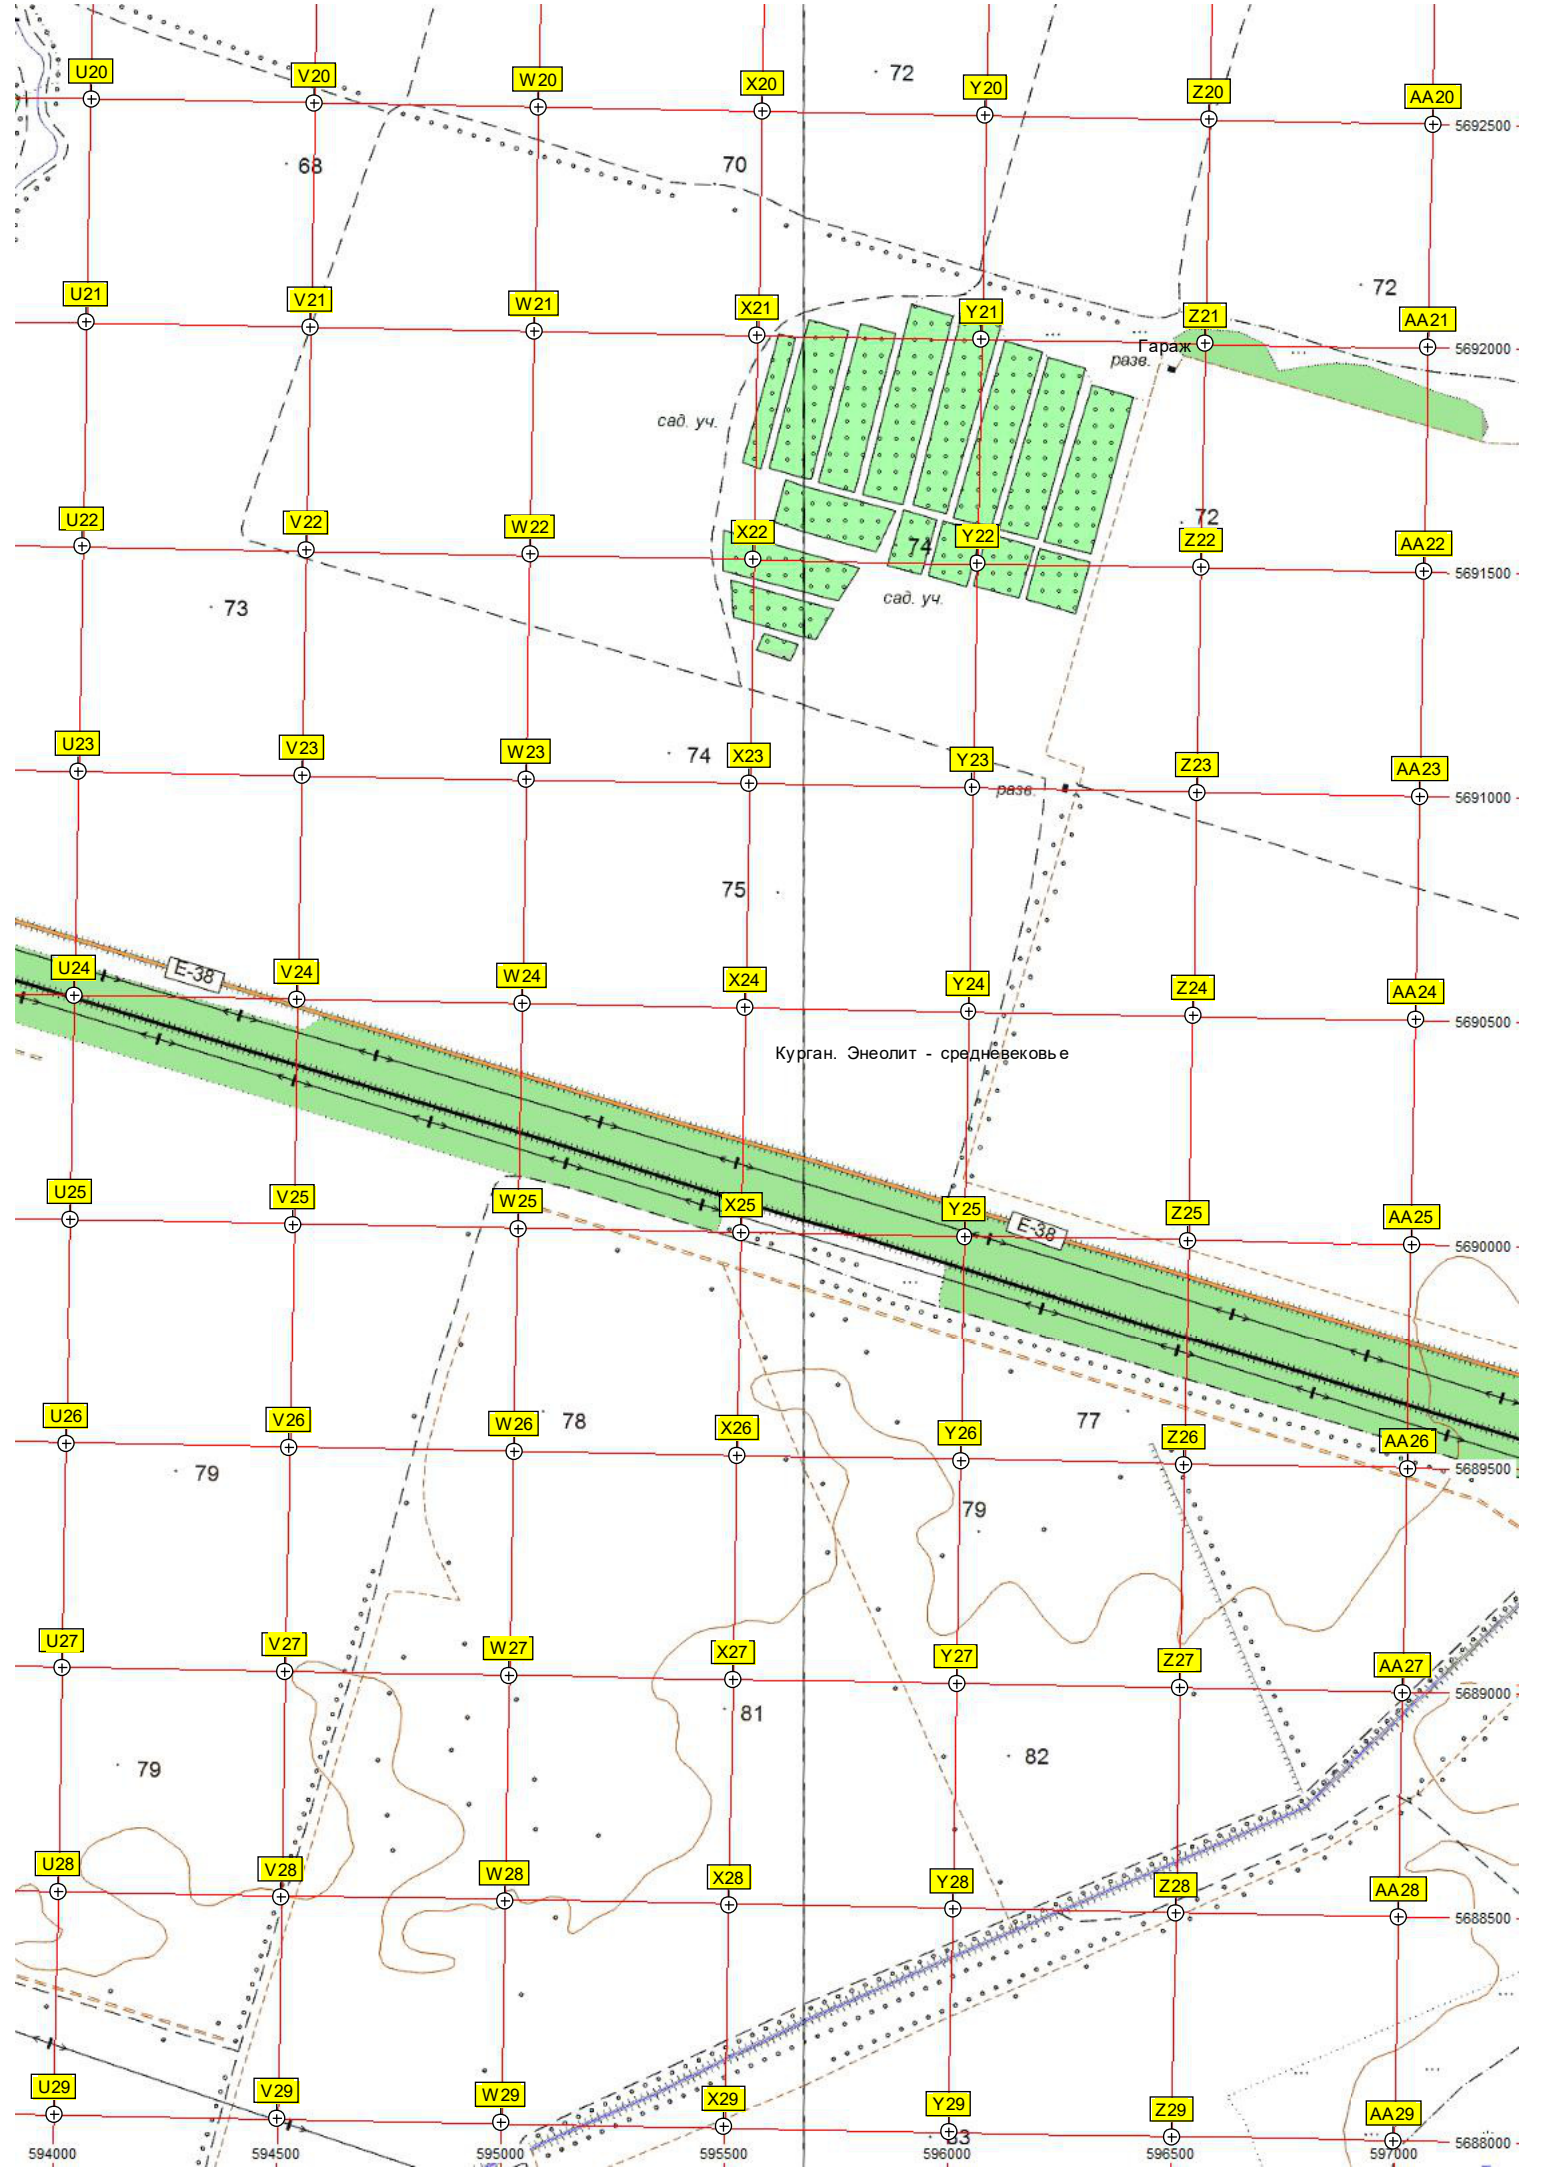 72
U20 V20 W20 X20 Y20 Z20 AA20
5692500
68 70
72
U21 V21 W21 X21 Y21 Z21 AA21
Гараж
5692000
разв.
сад. уч.
72
U22 V22 W22 X22 74 Y22 Z22 AA22
5691500
73
сад. уч.
U23 V23 W23 74 X23 Y23 Z23 AA23
разв.
5691000
75
U24 E-38 V24 W24 X24 Y24 Z24 AA24
5690500
Курган. Энеолит - средневековье
U25 V25 W25 X25 Y25 E-38 Z25 AA25
5690000
U26 V26 W26 78 X26 Y26 77 Z26 AA26
79
5689500
79
U27 V27 W27 X27 Y27 Z27 AA27
5689000
81
82
79
U28 V28 W28 X28 Y28 Z28 AA28
5688500
U29 V29 W29 X29 Y29 Z29 AA29
83
5688000
594000 594500 595000 595500 596000 596500 597000